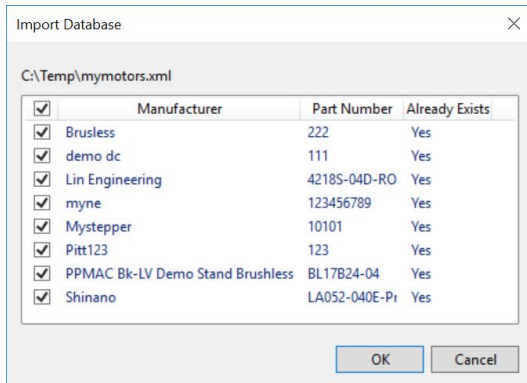 Import Database
C:\Temp\mymotors.xml
Manufacturer Part Number Already Exists
Brusless 222 Yes
demo dc 111 Yes
Lin Engineering 4218S-04D-RO Yes
myne 123456789 Yes
Mystepper 10101 Yes
Pitt123 123 Yes
PPMAC Bk-LV Demo Stand Brushless BL17B24-04 Yes
Shinano LA052-040E-Pr Yes
OK Cancel